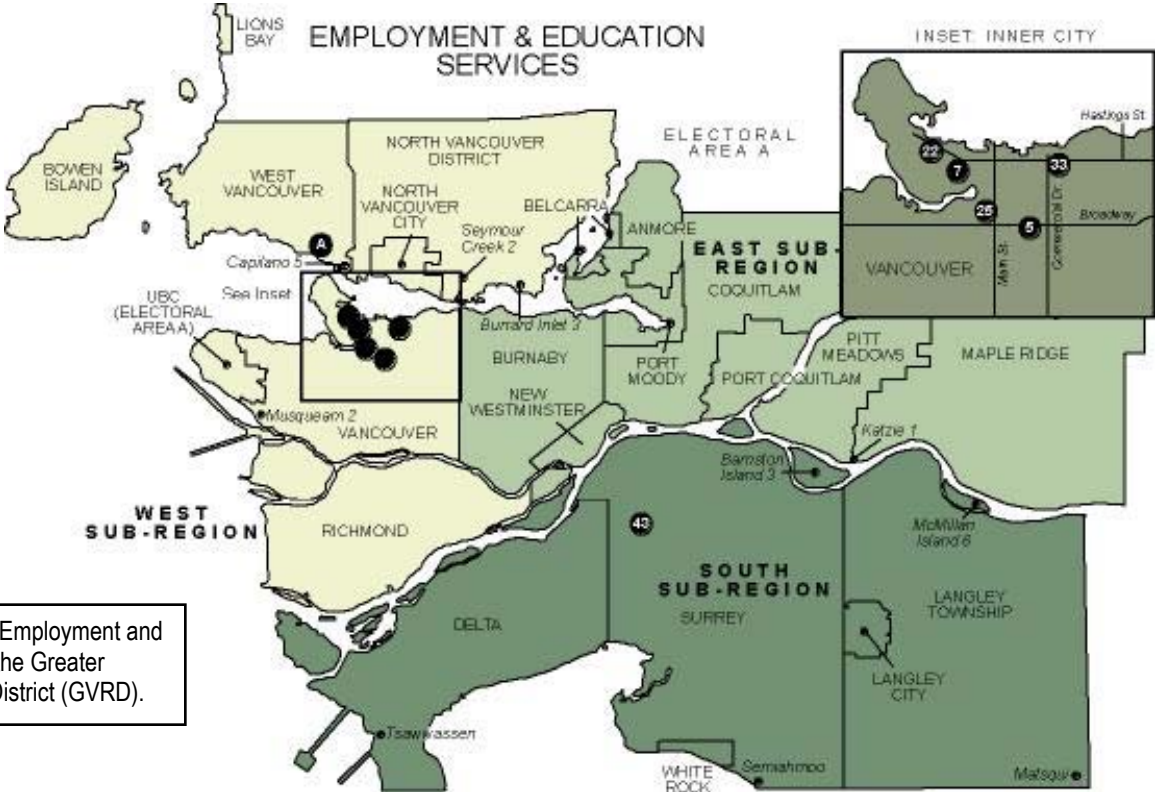 LIONS
BAY
EMPLOYMENT & EDUCATION
SERVICES
INSET: INNER CITY
Hastings St.
22
7
33
25
5
Broadway
Main St.
Commercial Dr.
VANCOUVER
BOWEN
ISLAND
WEST
VANCOUVER
NORTH VANCOUVER
DISTRICT
NORTH
VANCOUVER
CITY
ELECTORAL
AREA A
BELCARRA
ANMORE
Seymour
Creek 2
A
Capilano 5
See Inset
UBC
(ELECTORAL
AREA A)
EAST SUB-
REGION
COQUITLAM
Burrard Inlet 3
BURNABY
PORT
MOODY
PITT
MEADOWS
PORT COQUITLAM
MAPLE RIDGE
NEW
WESTMINSTER
Musqueam 2
VANCOUVER
Katzie 1
Barnston
Island 3
WEST
SUB-REGION
RICHMOND
43
McMillan
Island 6
SOUTH
SUB-REGION
SURREY
DELTA
LANGLEY
TOWNSHIP
LANGLEY
CITY
Employment and
the Greater
District (GVRD).
Tsawwassen
WHITE
ROCK
Semiahmoo
Matsqui